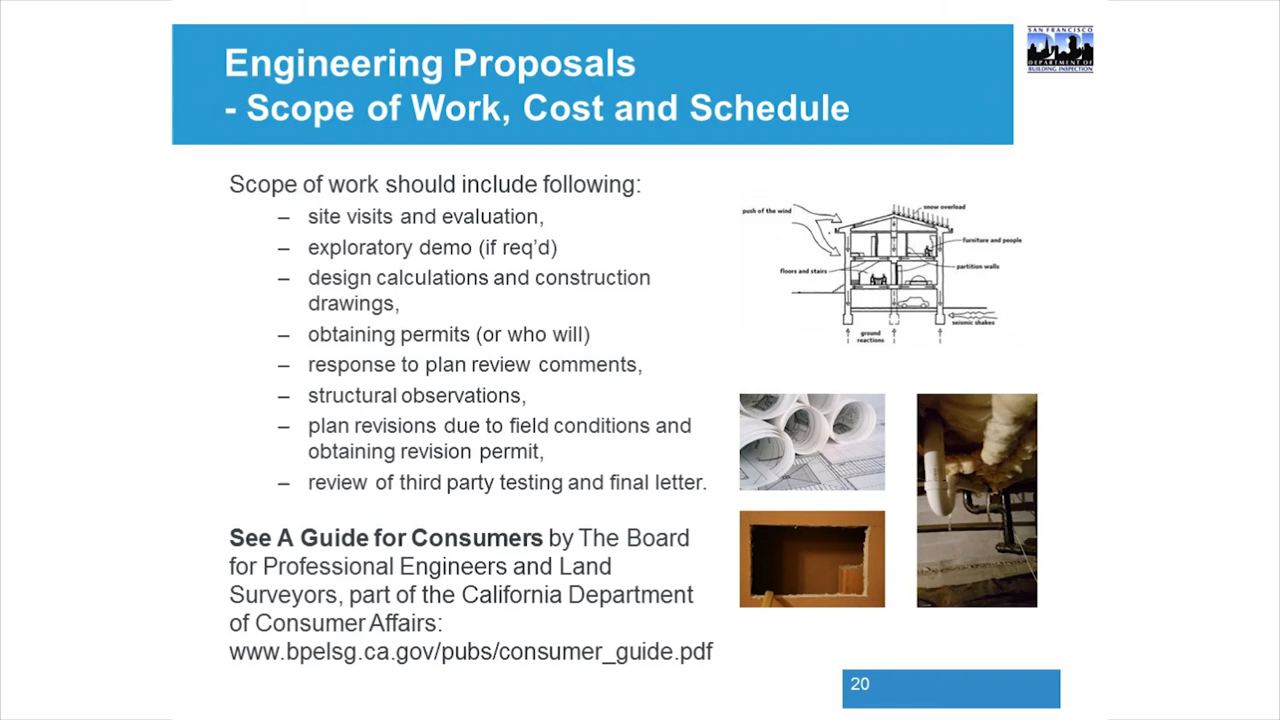 Engineering Proposals
- Scope of Work, Cost and Schedule
SAN FRANCISCO
DEPARTMENT OF
BUILDING INSPECTION
Scope of work should include following:
– site visits and evaluation,
– exploratory demo (if req'd)
– design calculations and construction
drawings,
– obtaining permits (or who will)
– response to plan review comments,
– structural observations,
– plan revisions due to field conditions and
obtaining revision permit,
– review of third party testing and final letter.
See A Guide for Consumers by The Board
for Professional Engineers and Land
Surveyors, part of the California Department
of Consumer Affairs:
www.bpelsg.ca.gov/pubs/consumer_guide.pdf
push of the wind
snow overload
furniture and people
floors and stairs
partition walls
seismic shakes
ground
reactions
20